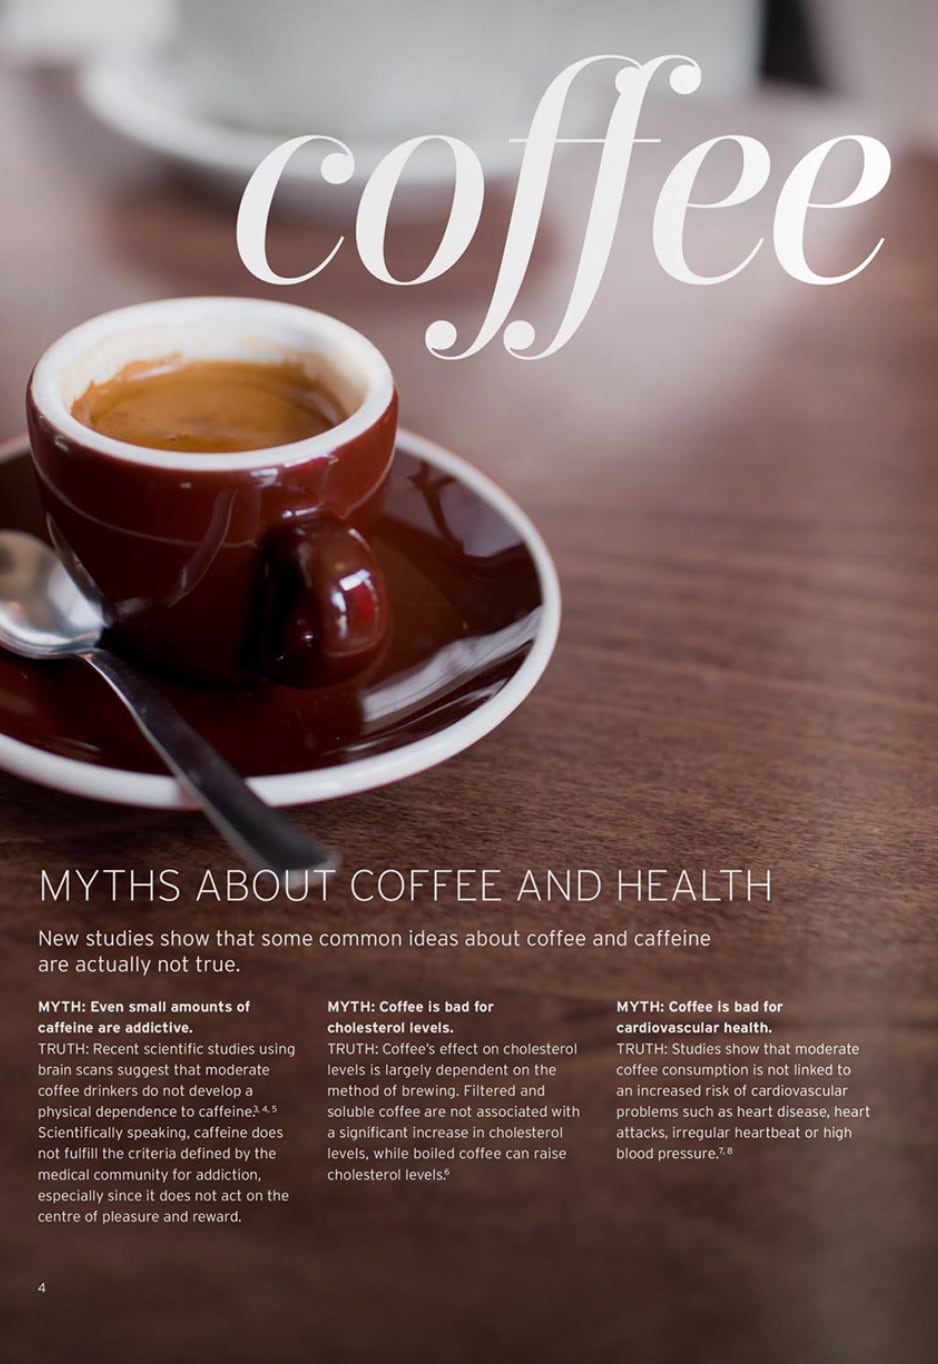 coffee
MYTHS ABOUT COFFEE AND HEALTH
New studies show that some common ideas about coffee and caffeine
are actually not true.
MYTH: Even small amounts of
caffeine are addictive.
TRUTH: Recent scientific studies using
brain scans suggest that moderate
coffee drinkers do not develop a
physical dependence to caffeine.3, 4, 5
Scientifically speaking, caffeine does
not fulfill the criteria defined by the
medical community for addiction,
especially since it does not act on the
centre of pleasure and reward.
MYTH: Coffee is bad for
cholesterol levels.
TRUTH: Coffee's effect on cholesterol
levels is largely dependent on the
method of brewing. Filtered and
soluble coffee are not associated with
a significant increase in cholesterol
levels, while boiled coffee can raise
cholesterol levels.6
MYTH: Coffee is bad for
cardiovascular health.
TRUTH: Studies show that moderate
coffee consumption is not linked to
an increased risk of cardiovascular
problems such as heart disease, heart
attacks, irregular heartbeat or high
blood pressure.7, 8
4